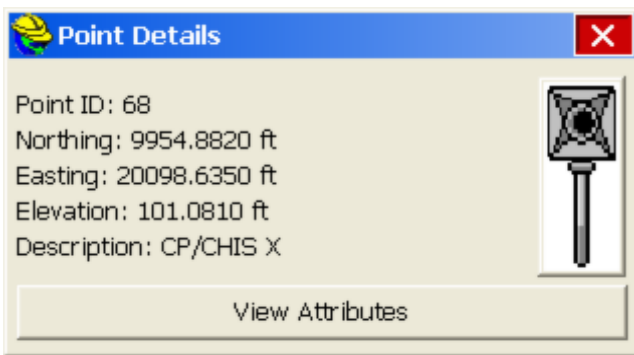 Point Details
Point ID: 68
Northing: 9954.8820 ft
Easting: 20098.6350 ft
Elevation: 101.0810 ft
Description: CP/CHIS X
View Attributes